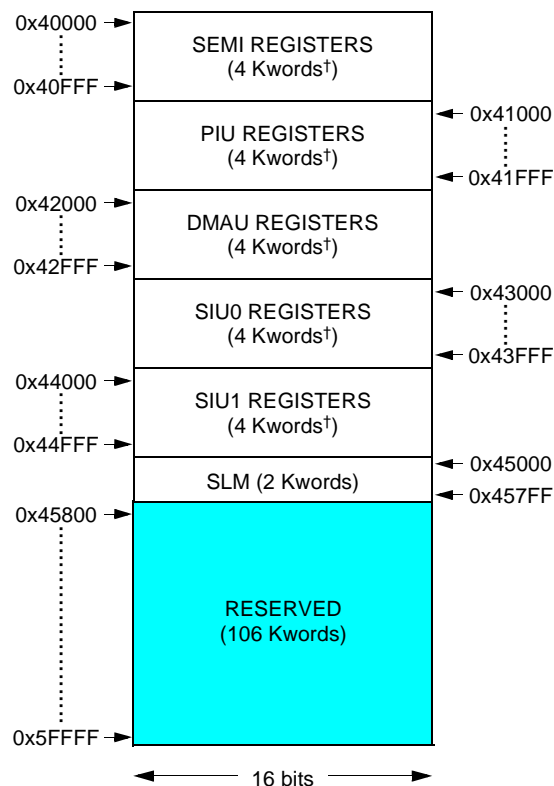 0x40000
SEMI REGISTERS
(4 Kwords†)
0x40FFF
0x41000
PIU REGISTERS
(4 Kwords†)
0x41FFF
0x42000
DMAU REGISTERS
(4 Kwords†)
0x42FFF
0x43000
SIU0 REGISTERS
(4 Kwords†)
0x43FFF
0x44000
SIU1 REGISTERS
(4 Kwords†)
0x44FFF
0x45000
SLM (2 Kwords)
0x457FF
0x45800
RESERVED
(106 Kwords)
0x5FFFF
16 bits